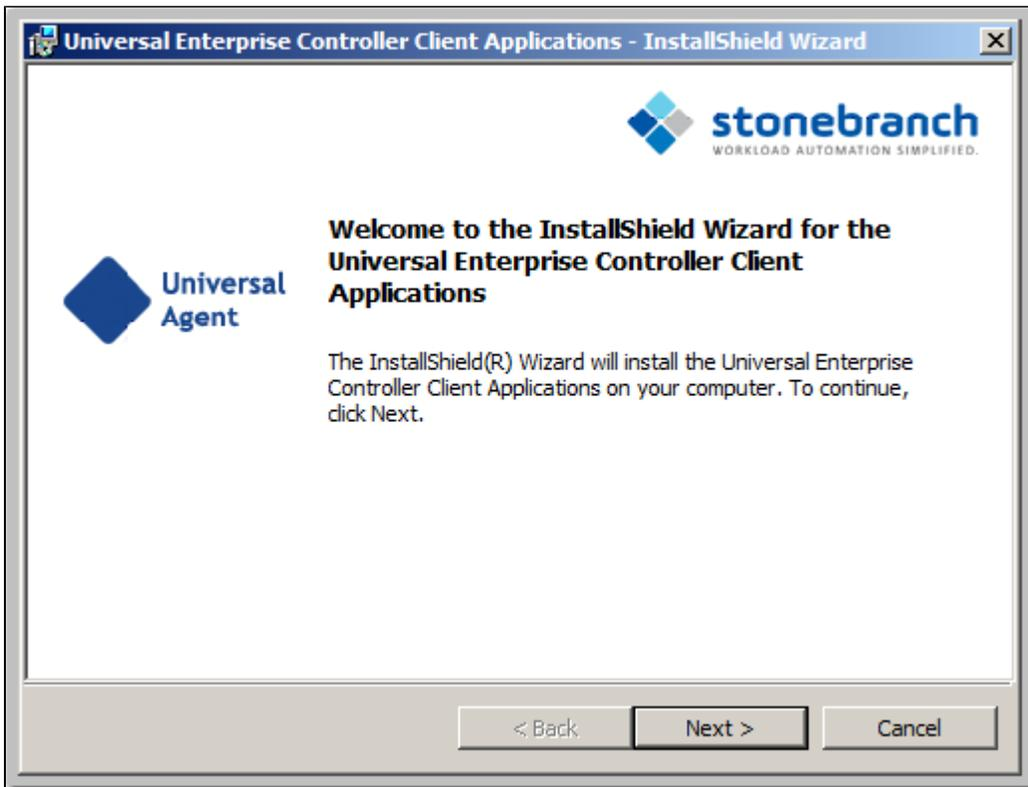 Universal Enterprise Controller Client Applications - InstallShield Wizard
stonebranch
WORKLOAD AUTOMATION SIMPLIFIED.
Universal
Agent
Welcome to the InstallShield Wizard for the
Universal Enterprise Controller Client
Applications
The InstallShield(R) Wizard will install the Universal Enterprise
Controller Client Applications on your computer. To continue,
click Next.
< Back
Next >
Cancel